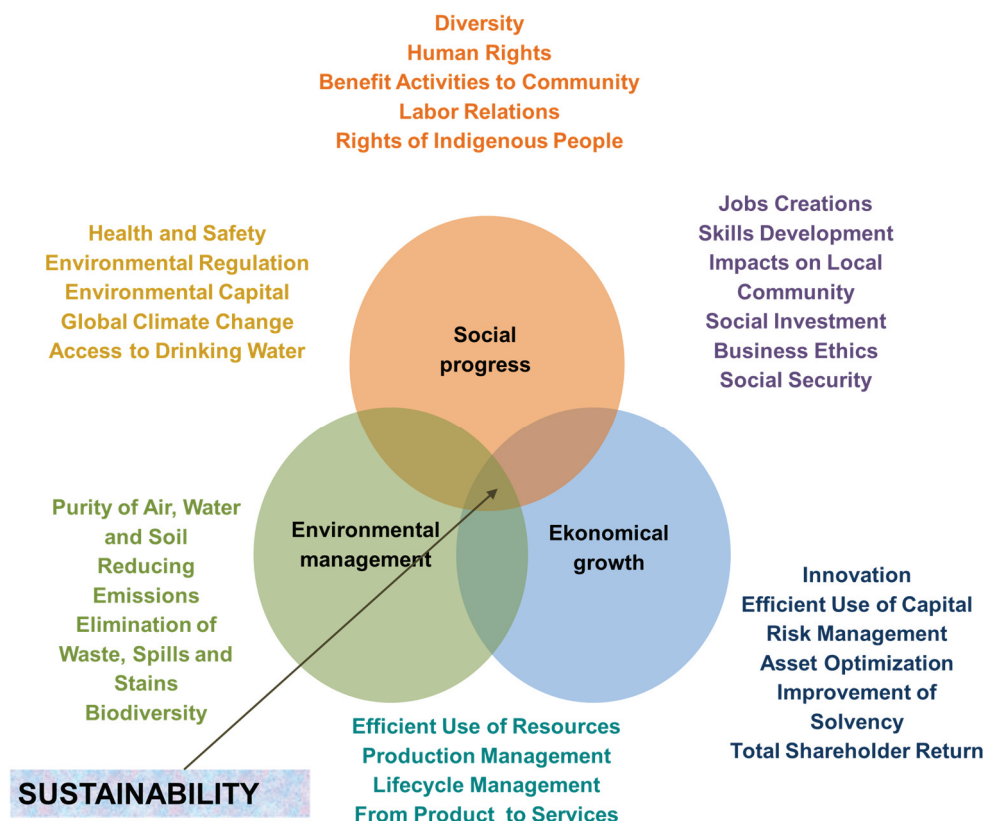 Diversity
Human Rights
Benefit Activities to Community
Labor Relations
Rights of Indigenous People
Health and Safety
Environmental Regulation
Environmental Capital
Global Climate Change
Access to Drinking Water
Jobs Creations
Skills Development
Impacts on Local
Community
Social Investment
Business Ethics
Social Security
Social
progress
Environmental
management
Ekonomical
growth
Purity of Air, Water
and Soil
Reducing
Emissions
Elimination of
Waste, Spills and
Stains
Biodiversity
Innovation
Efficient Use of Capital
Risk Management
Asset Optimization
Improvement of
Solvency
Total Shareholder Return
Efficient Use of Resources
Production Management
Lifecycle Management
From Product to Services
SUSTAINABILITY